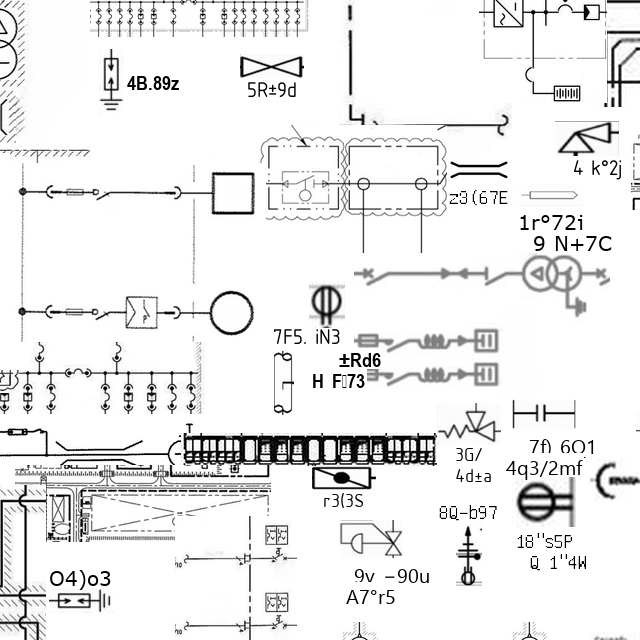 4B.89z
5R±9d
4 k°2j
z3(67E
1r°72i
9 N+7C
7F5. iN3
±Rd6
H F▯73
3G/
4d±a
7f) 6O1
4q3/2mf
r3(3S
8Q-b97
18"s5P
Q 1"4W
9v -90u
A7°r5
O4)o3